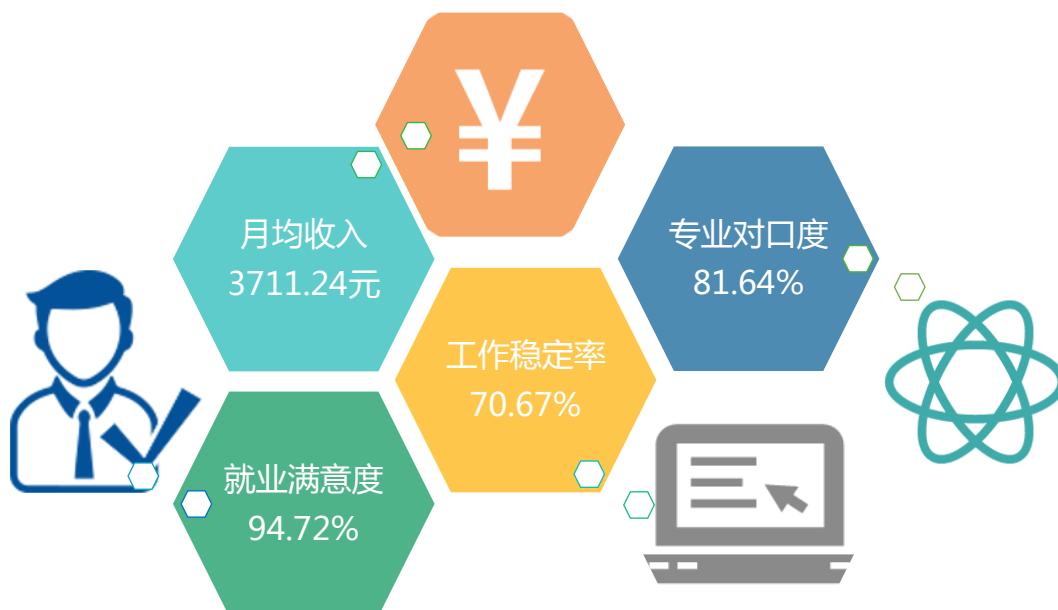 ¥
月均收入
3711.24元
专业对口度
81.64%
工作稳定率
70.67%
就业满意度
94.72%